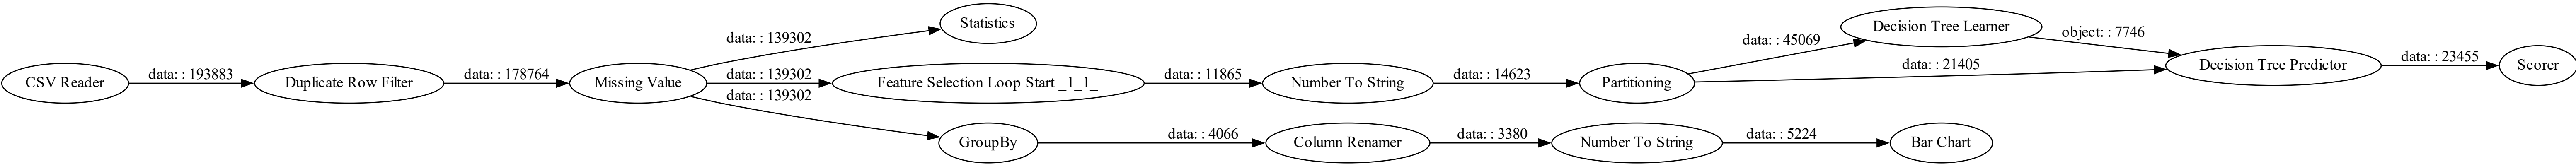 CSV Reader
data: : 193883
Duplicate Row Filter
data: : 178764
Missing Value
data: : 139302
Statistics
data: : 139302
Feature Selection Loop Start _1_1_
data: : 11865
Number To String
data: : 14623
Partitioning
data: : 45069
Decision Tree Learner
object: : 7746
data: : 21405
Decision Tree Predictor
data: : 23455
Scorer
data: : 139302
GroupBy
data: : 4066
Column Renamer
data: : 3380
Number To String
data: : 5224
Bar Chart